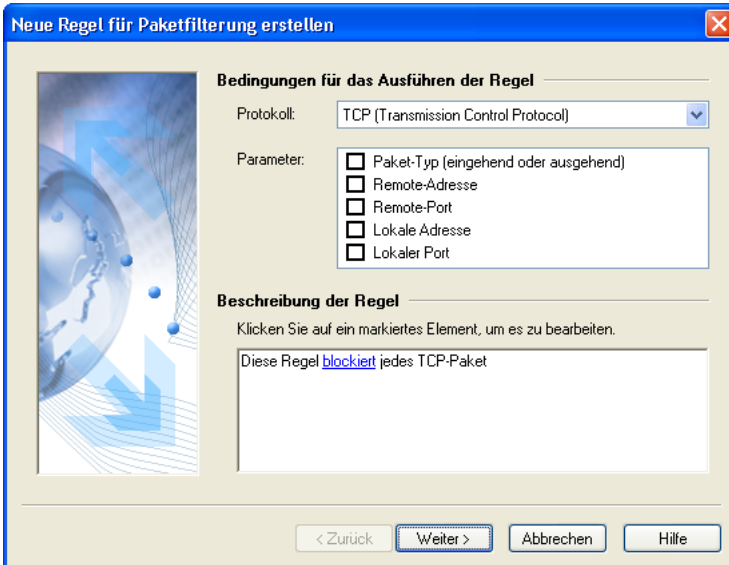 Neue Regel für Paketfilterung erstellen
Bedingungen für das Ausführen der Regel
Protokoll: TCP (Transmission Control Protocol)
Parameter: Paket-Typ (eingehend oder ausgehend)
Remote-Adresse
Remote-Port
Lokale Adresse
Lokaler Port
Beschreibung der Regel
Klicken Sie auf ein markiertes Element, um es zu bearbeiten.
Diese Regel blockiert jedes TCP-Paket
< Zurück Weiter > Abbrechen Hilfe